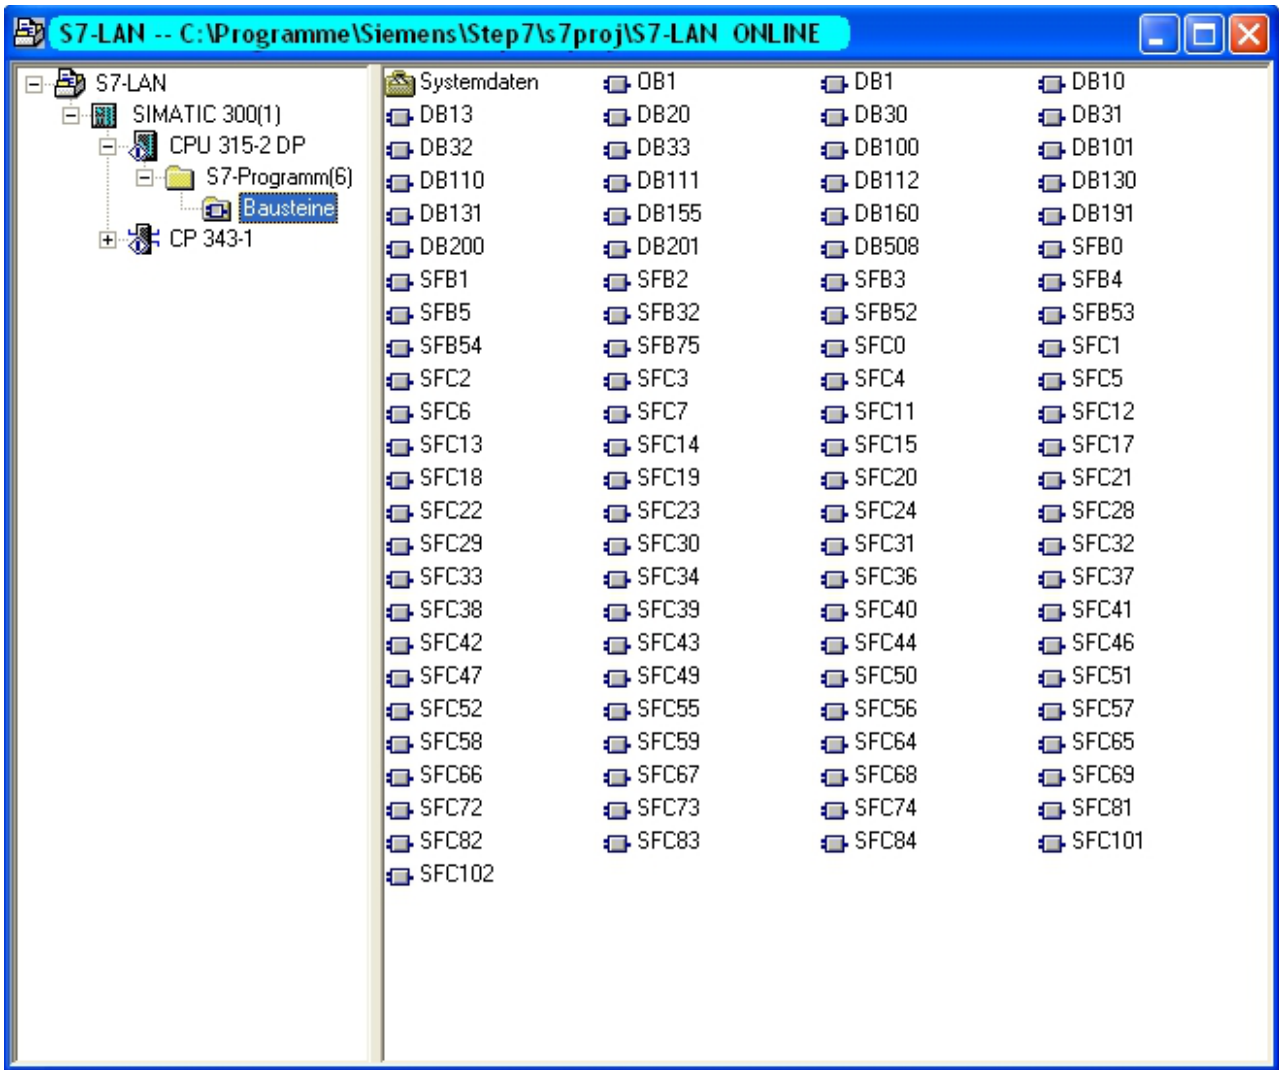 S7-LAN -- C:\Programme\Siemens\Step7\s7proj\S7-LAN ONLINE
S7-LAN
SIMATIC 300(1)
CPU 315-2 DP
S7-Programm(6)
Bausteine
CP 343-1
Systemdaten OB1 DB1 DB10
DB13 DB20 DB30 DB31
DB32 DB33 DB100 DB101
DB110 DB111 DB112 DB130
DB131 DB155 DB160 DB191
DB200 DB201 DB508 SFB0
SFB1 SFB2 SFB3 SFB4
SFB5 SFB32 SFB52 SFB53
SFB54 SFB75 SFC0 SFC1
SFC2 SFC3 SFC4 SFC5
SFC6 SFC7 SFC11 SFC12
SFC13 SFC14 SFC15 SFC17
SFC18 SFC19 SFC20 SFC21
SFC22 SFC23 SFC24 SFC28
SFC29 SFC30 SFC31 SFC32
SFC33 SFC34 SFC36 SFC37
SFC38 SFC39 SFC40 SFC41
SFC42 SFC43 SFC44 SFC46
SFC47 SFC49 SFC50 SFC51
SFC52 SFC55 SFC56 SFC57
SFC58 SFC59 SFC64 SFC65
SFC66 SFC67 SFC68 SFC69
SFC72 SFC73 SFC74 SFC81
SFC82 SFC83 SFC84 SFC101
SFC102